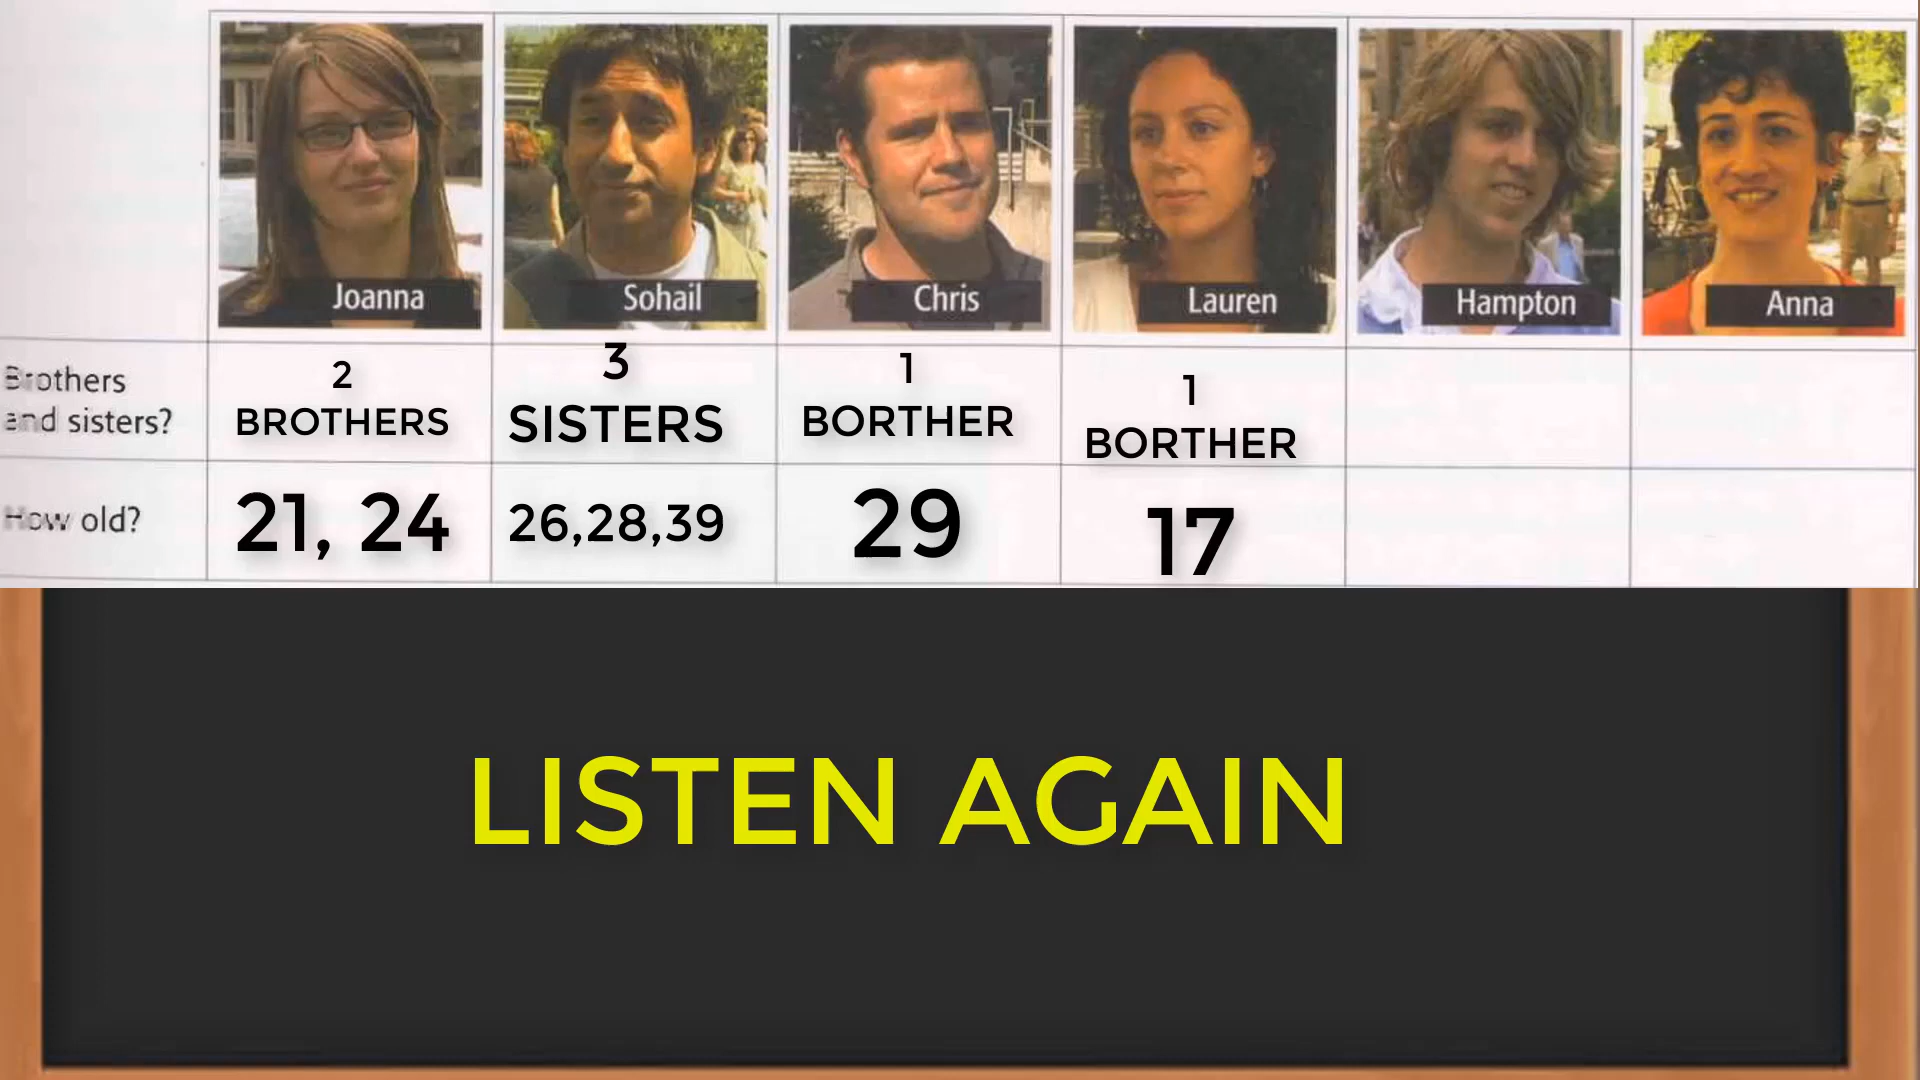 Joanna
Sohail
Chris
Lauren
Hampton
Anna
Brothers
and sisters?
2
BROTHERS
3
SISTERS
1
BORTHER
1
BORTHER
How old?
21, 24
26,28,39
29
17
LISTEN AGAIN